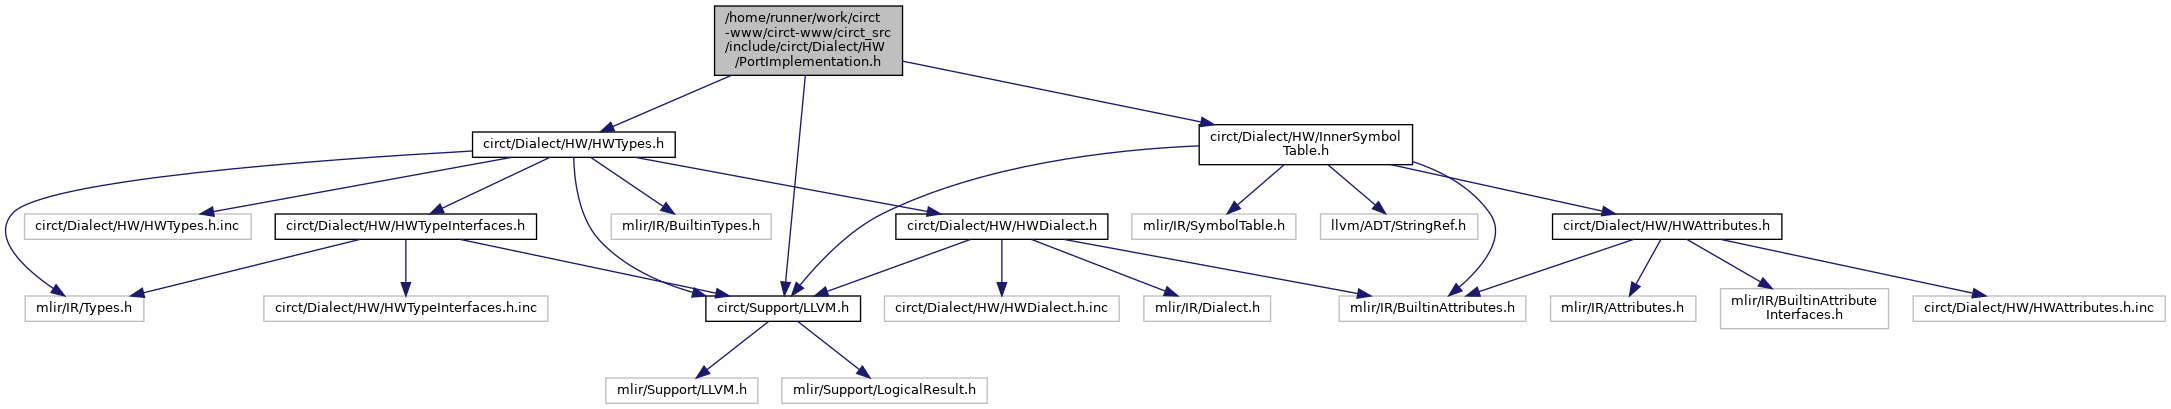 /home/runner/work/circt
-www/circt-www/circt_src
/include/circt/Dialect/HW
/PortImplementation.h
circt/Dialect/HW/HWTypes.h
circt/Dialect/HW/InnerSymbol
Table.h
circt/Dialect/HW/HWTypes.h.inc
circt/Dialect/HW/HWTypeInterfaces.h
mlir/IR/BuiltinTypes.h
circt/Dialect/HW/HWDialect.h
mlir/IR/SymbolTable.h
llvm/ADT/StringRef.h
circt/Dialect/HW/HWAttributes.h
mlir/IR/Types.h
circt/Dialect/HW/HWTypeInterfaces.h.inc
circt/Support/LLVM.h
circt/Dialect/HW/HWDialect.h.inc
mlir/IR/Dialect.h
mlir/IR/BuiltinAttributes.h
mlir/IR/Attributes.h
mlir/IR/BuiltinAttribute
Interfaces.h
circt/Dialect/HW/HWAttributes.h.inc
mlir/Support/LLVM.h
mlir/Support/LogicalResult.h